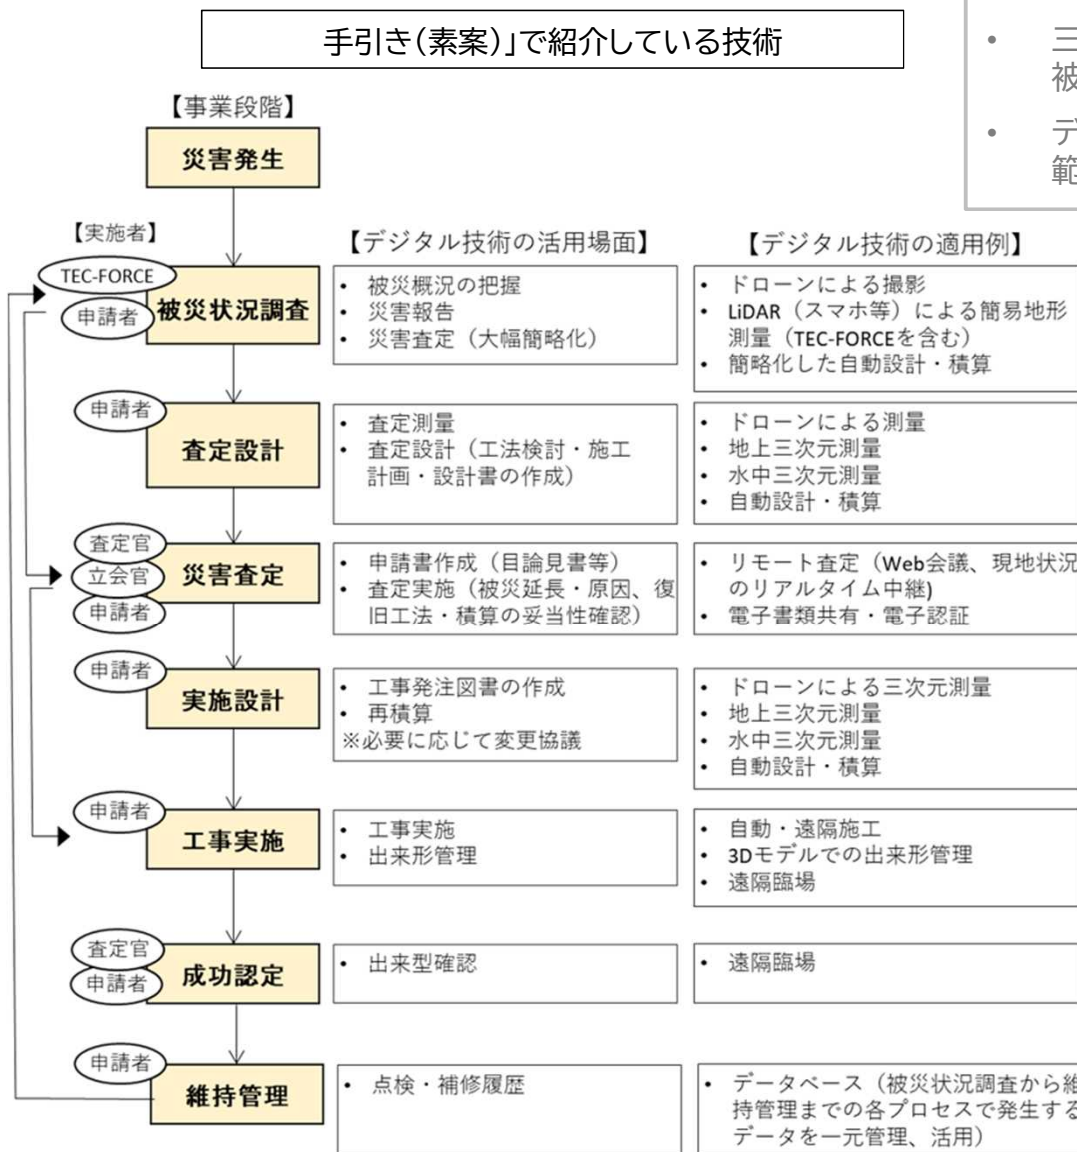 手引き(素案)」で紹介している技術
• 三
被
• デ
範
【事業段階】
災害発生
【実施者】
【デジタル技術の活用場面】
【デジタル技術の適用例】
TEC-FORCE
申請者
被災状況調査
• 被災概況の把握
• 災害報告
• 災害査定（大幅簡略化）
• ドローンによる撮影
• LiDAR（スマホ等）による簡易地形
測量（TEC-FORCEを含む）
• 簡略化した自動設計・積算
申請者
査定設計
• 査定測量
• 査定設計（工法検討・施工
計画・設計書の作成）
• ドローンによる測量
• 地上三次元測量
• 水中三次元測量
• 自動設計・積算
査定官
立会官
申請者
災害査定
• 申請書作成（目論見書等）
• 査定実施（被災延長・原因、復
旧工法・積算の妥当性確認）
• リモート査定（Web会議、現地状況
のリアルタイム中継)
• 電子書類共有・電子認証
申請者
実施設計
• 工事発注図書の作成
• 再積算
※必要に応じて変更協議
• ドローンによる三次元測量
• 地上三次元測量
• 水中三次元測量
• 自動設計・積算
申請者
工事実施
• 工事実施
• 出来形管理
• 自動・遠隔施工
• 3Dモデルでの出来形管理
• 遠隔臨場
査定官
申請者
成功認定
• 出来型確認
• 遠隔臨場
申請者
維持管理
• 点検・補修履歴
• データベース（被災状況調査から維
持管理までの各プロセスで発生する
データを一元管理、活用）